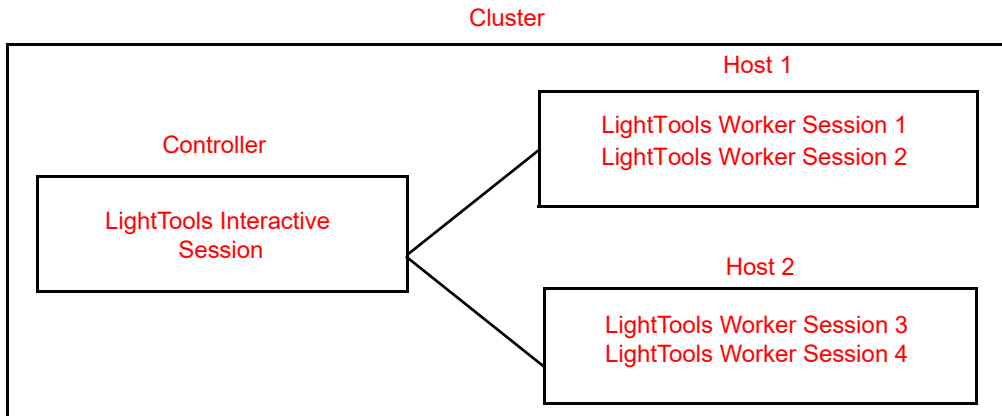 Cluster
Host 1
LightTools Worker Session 1
LightTools Worker Session 2
Controller
LightTools Interactive
Session
Host 2
LightTools Worker Session 3
LightTools Worker Session 4